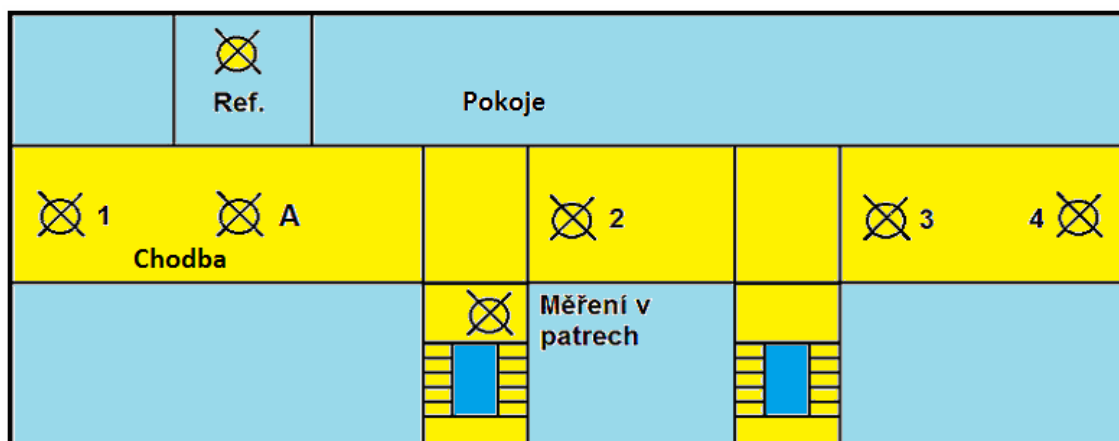 Ref.
Pokoje
1
A
2
3
4
Chodba
Měření v
patrech